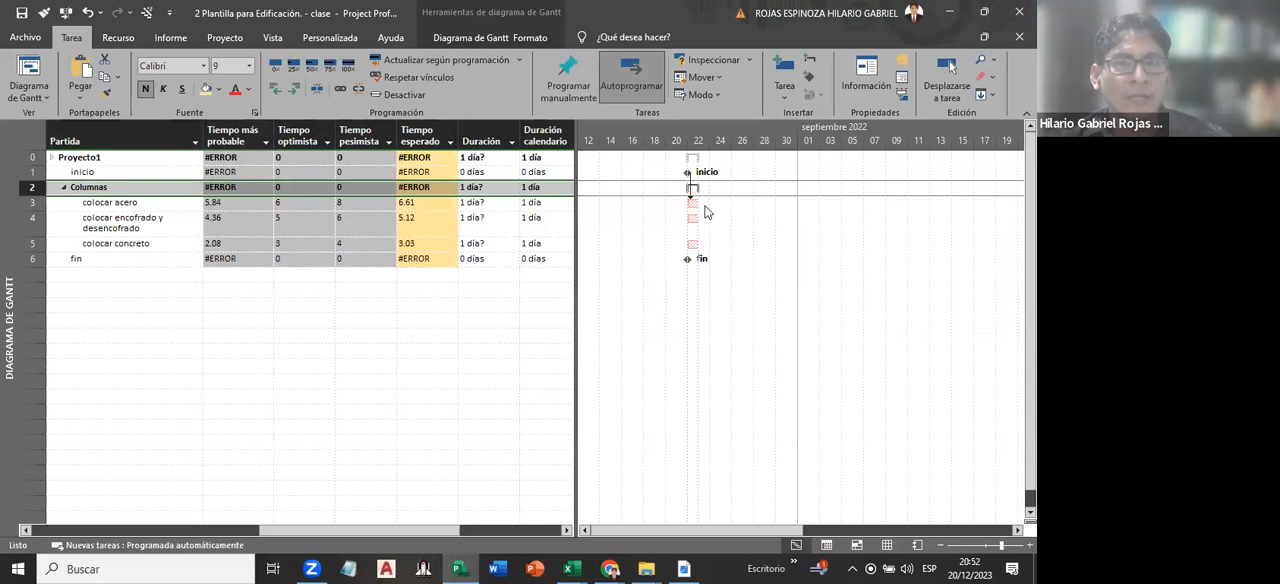 2 Plantilla para Edificación. - clase - Project Prof...
Herramientas de diagrama de Gantt
ROJAS ESPINOZA HILARIO GABRIEL
Archivo Tarea Recurso Informe Proyecto Vista Personalizada Ayuda Diagrama de Gantt Formato ¿Qué desea hacer?
Diagrama de Gantt
Ver
Pegar
Portapapeles
Calibri 9
N K S A
Fuente
0% 25% 50% 75% 100%
Actualizar según programación
Respetar vínculos
Desactivar
Programación
Programar manualmente
Autoprogramar
Inspeccionar
Mover
Modo
Tareas
Tarea
Insertar
Información
Propiedades
Desplazarse a tarea
Edición
Hilario Gabriel Rojas ...
Partida Tiempo más probable Tiempo optimista Tiempo pesimista Tiempo esperado Duración Duración calendario
septiembre 2022
12 14 16 18 20 22 24 26 28 30 01 03 05 07 09 11 13 15 17 19
0 Proyecto1 #ERROR 0 0 #ERROR 1 día? 1 día
1 inicio #ERROR 0 0 #ERROR 0 días 0 días inicio
2 Columnas #ERROR 0 0 #ERROR 1 día? 1 día
3 colocar acero 5.84 6 8 6.61 1 día? 1 día
4 colocar encofrado y desencofrado 4.36 5 6 5.12 1 día? 1 día
5 colocar concreto 2.08 3 4 3.03 1 día? 1 día
6 fin #ERROR 0 0 #ERROR 0 días 0 días fin
DIAGRAMA DE GANTT
Listo Nuevas tareas : Programada automáticamente
Buscar
Escritorio
ESP
20:52
20/12/2023